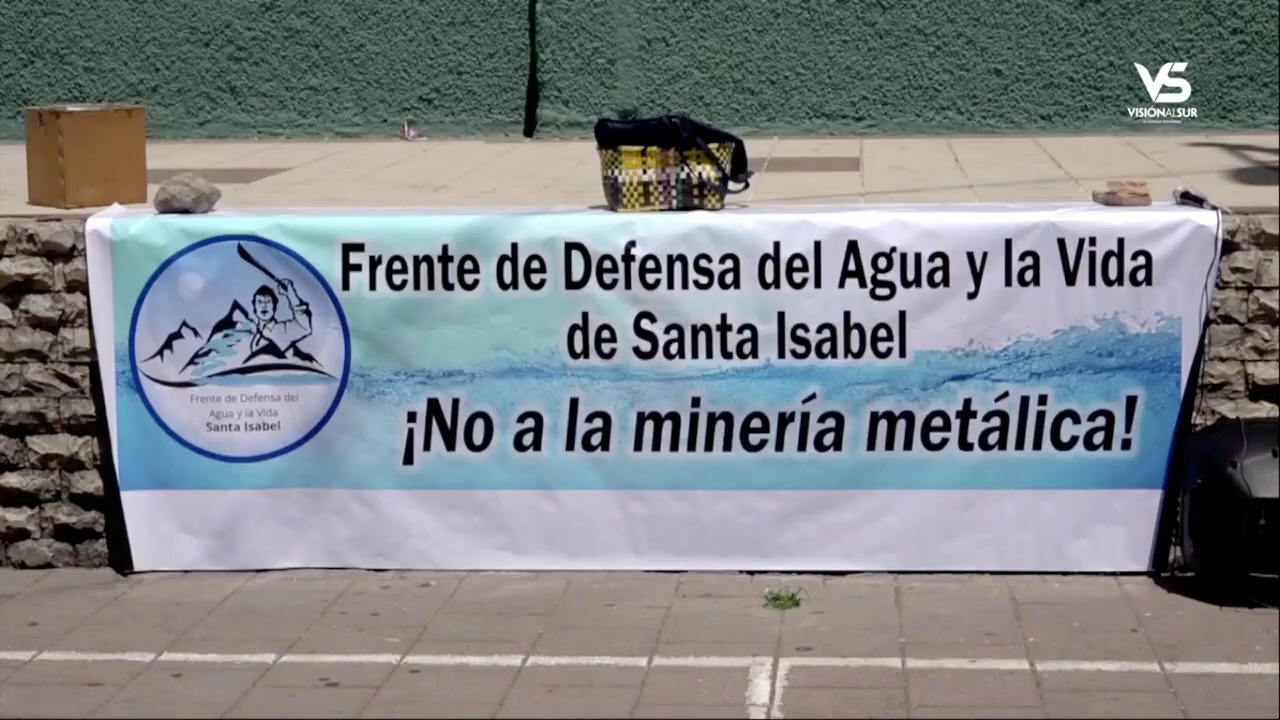 VS
VISIÓNALSUR
Frente de Defensa del Agua y la Vida
de Santa Isabel
¡No a la minería metálica!
Frente de Defensa del
Agua y la Vida
Santa Isabel